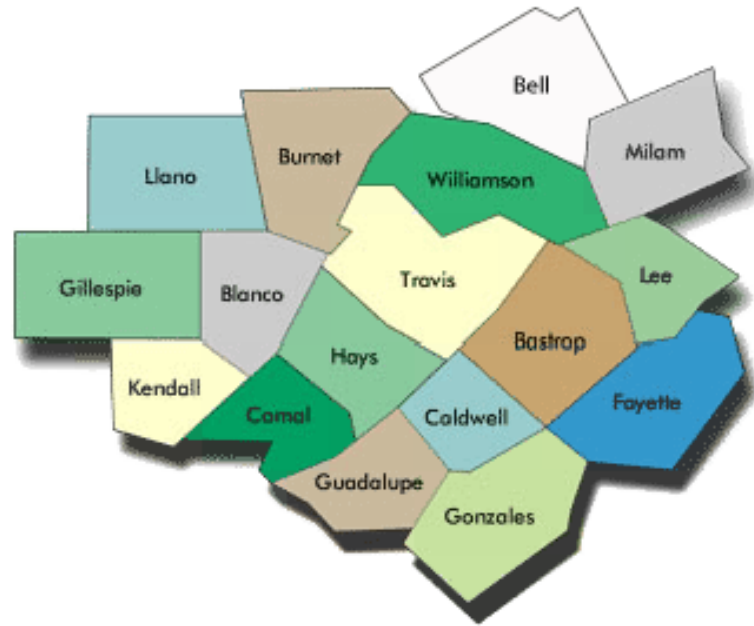 Bell
Burnet
Milam
Llano
Williamson
Gillespie
Blanco
Travis
Lee
Hays
Bastrop
Kendall
Comal
Caldwell
Fayette
Guadalupe
Gonzales